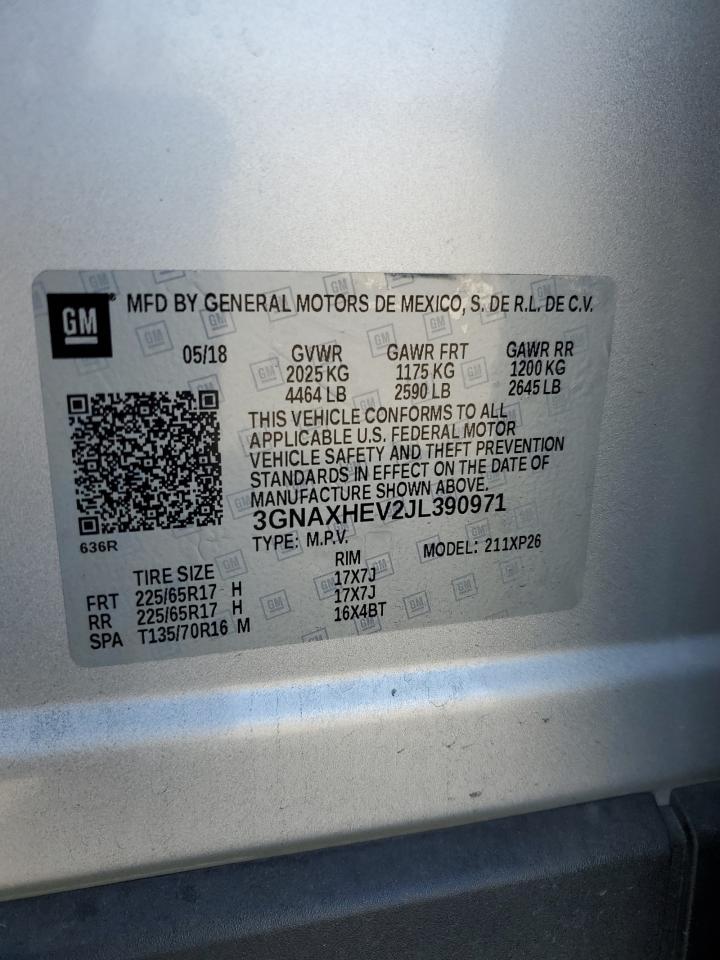 GM® MFD BY GENERAL MOTORS DE MEXICO, S. DE R.L. DE C.V.
05/18 GVWR GAWR FRT GAWR RR
2025 KG 1175 KG 1200 KG
4464 LB 2590 LB 2645 LB
THIS VEHICLE CONFORMS TO ALL
APPLICABLE U.S. FEDERAL MOTOR
VEHICLE SAFETY AND THEFT PREVENTION
STANDARDS IN EFFECT ON THE DATE OF
MANUFACTURE SHOWN ABOVE.
3GNAXHEV2JL390971
636R
TYPE: M.P.V. MODEL: 211XP26
TIRE SIZE RIM
FRT 225/65R17 H 17X7J
RR 225/65R17 H 17X7J
SPA T135/70R16 M 16X4BT